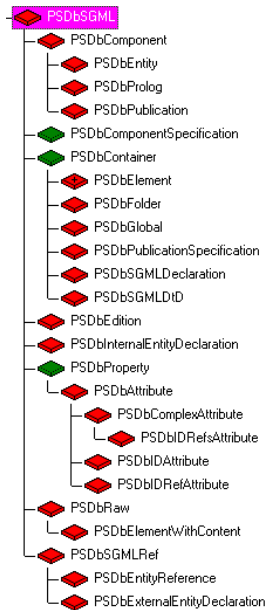 PSDbSGML
PSDbComponent
PSDbEntity
PSDbProlog
PSDbPublication
PSDbComponentSpecification
PSDbContainer
PSDbElement
PSDbFolder
PSDbGlobal
PSDbPublicationSpecification
PSDbSGMLDeclaration
PSDbSGMLDtD
PSDbEdition
PSDbInternalEntityDeclaration
PSDbProperty
PSDbAttribute
PSDbComplexAttribute
PSDbIDRefsAttribute
PSDbIDAttribute
PSDbIDRefAttribute
PSDbRaw
PSDbElementWithContent
PSDbSGMLRef
PSDbEntityReference
PSDbExternalEntityDeclaration